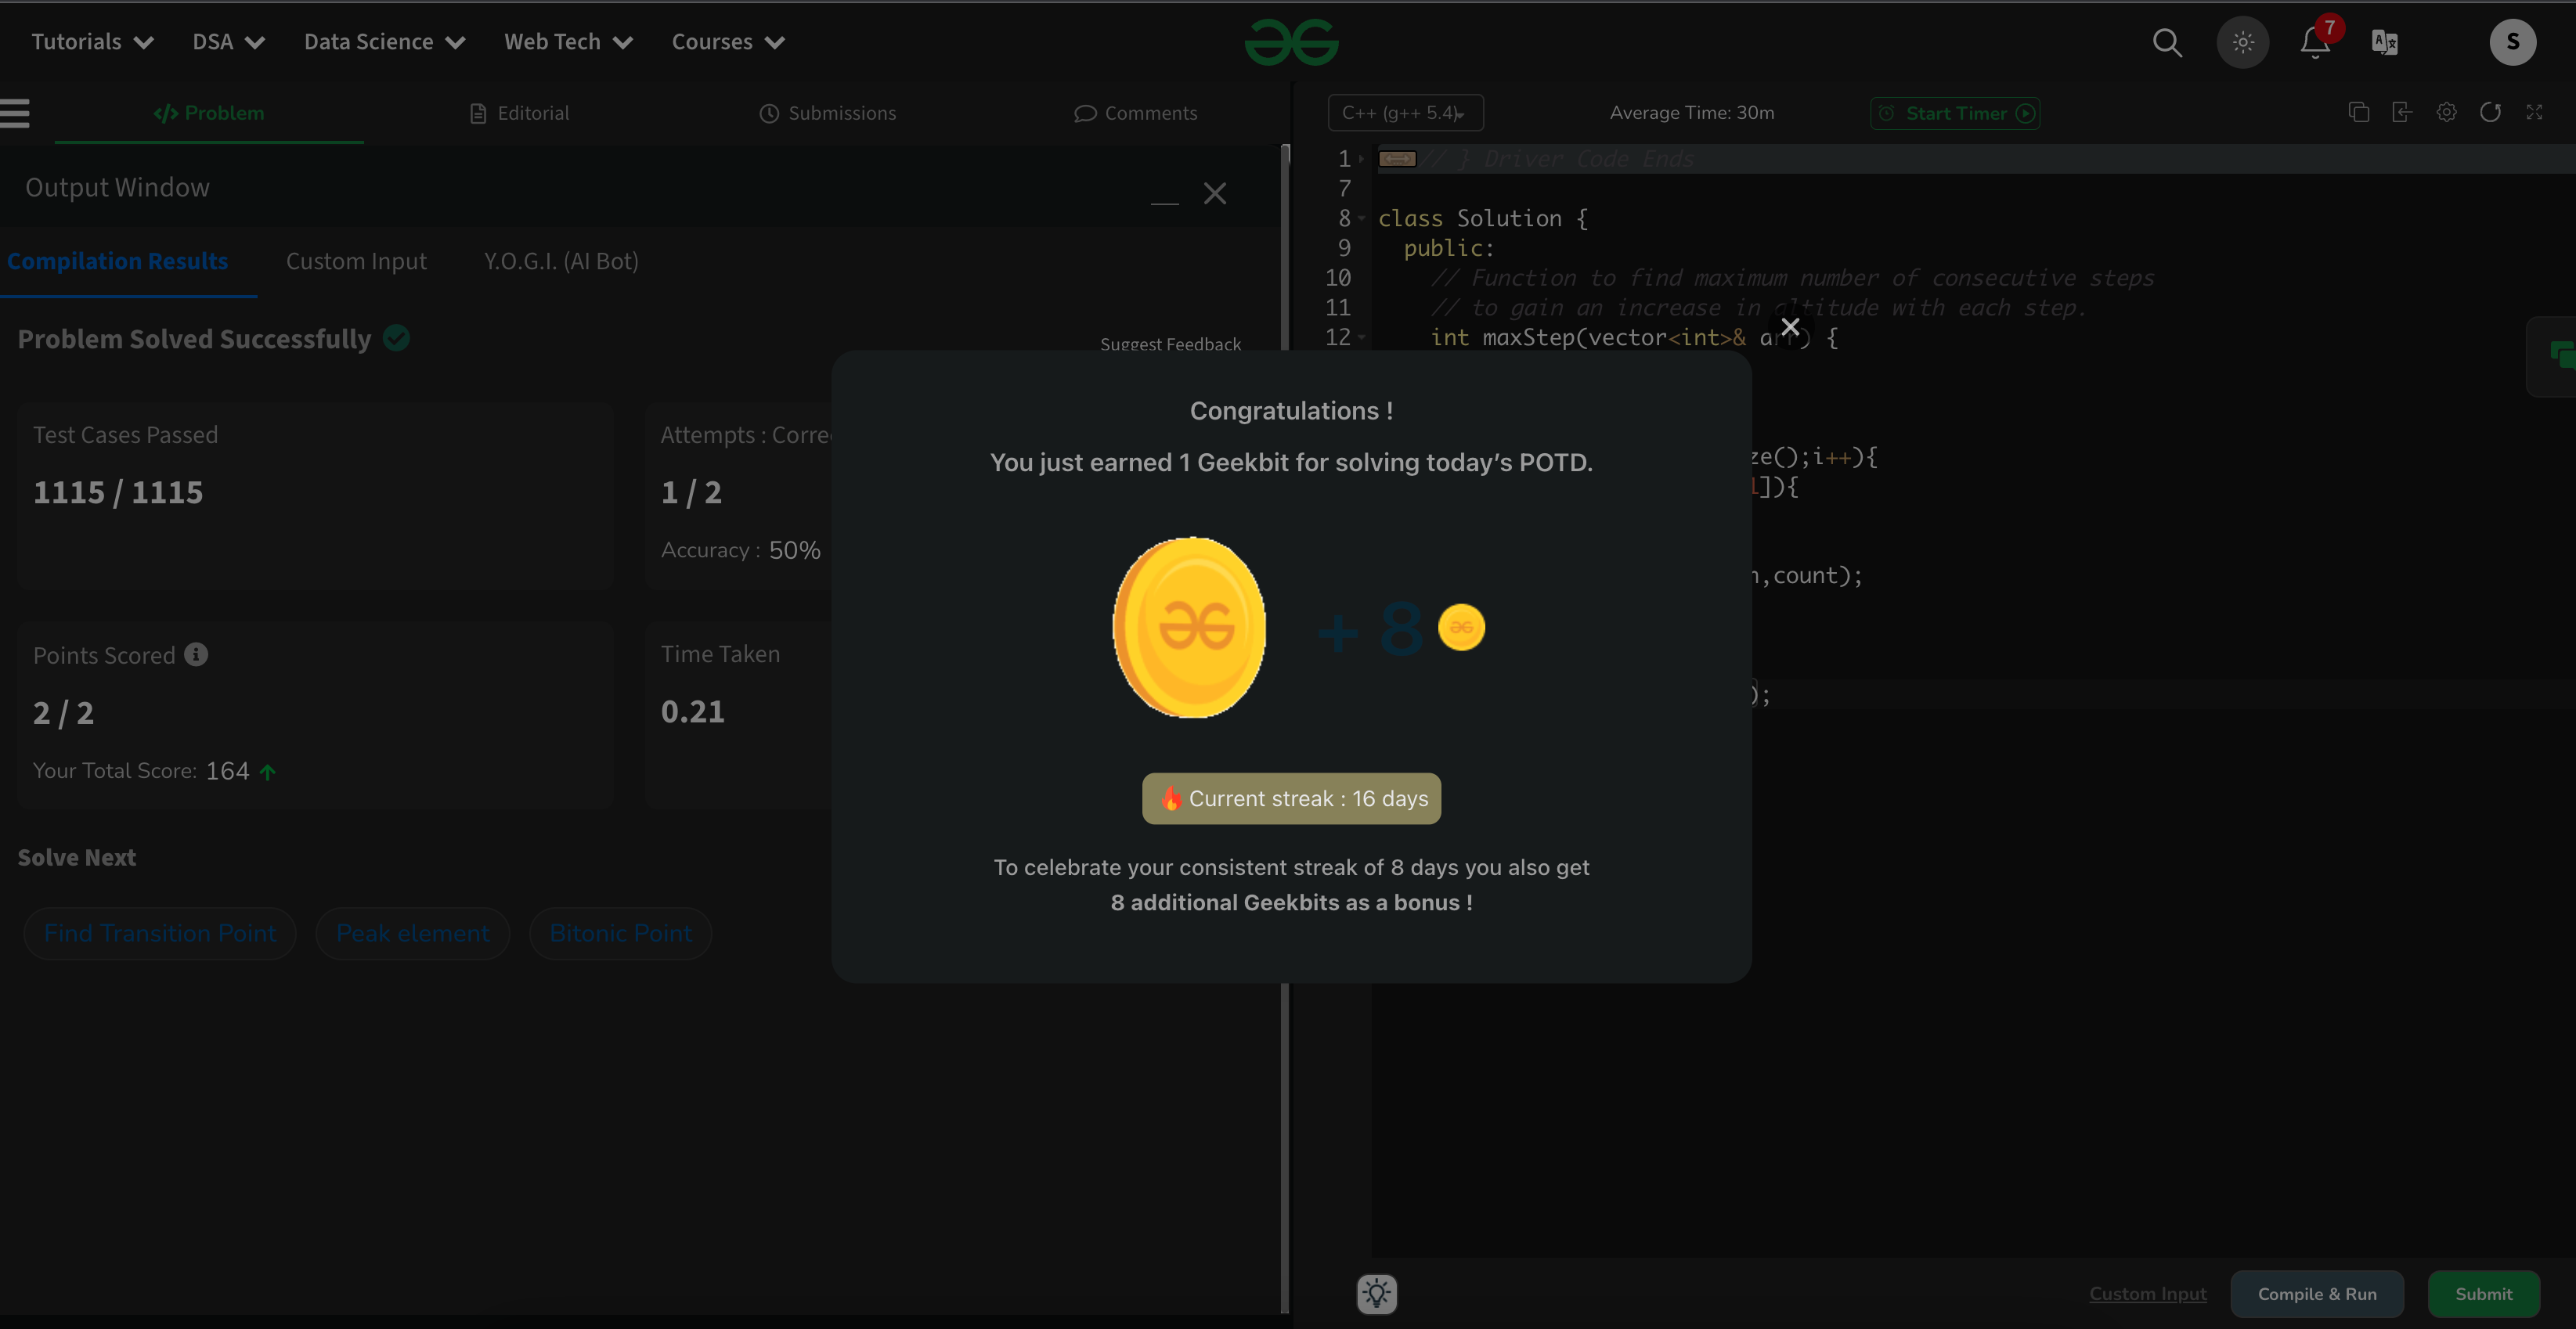 Tutorials DSA Data Science Web Tech Courses 7 S
Problem Editorial Submissions Comments
C++ (g++ 5.4) Average Time: 30m Start Timer
Output Window
Compilation Results Custom Input Y.O.G.I. (AI Bot)
Problem Solved Successfully
Suggest Feedback
Test Cases Passed
1115 / 1115
Attempts : Corre
1 / 2
Accuracy : 50%
Points Scored
2 / 2
Your Total Score: 164
Time Taken
0.21
Solve Next
Find Transition Point Peak element Bitonic Point
Congratulations !
You just earned 1 Geekbit for solving today’s POTD.
+ 8
Current streak : 16 days
To celebrate your consistent streak of 8 days you also get
8 additional Geekbits as a bonus !
1 // } Driver Code Ends
7
8 class Solution {
9 public:
10 // Function to find maximum number of consecutive steps
11 // to gain an increase in altitude with each step.
12 int maxStep(vector<int>& arr) {
ze();i++){
1]){
n,count);
);
Custom Input Compile & Run Submit